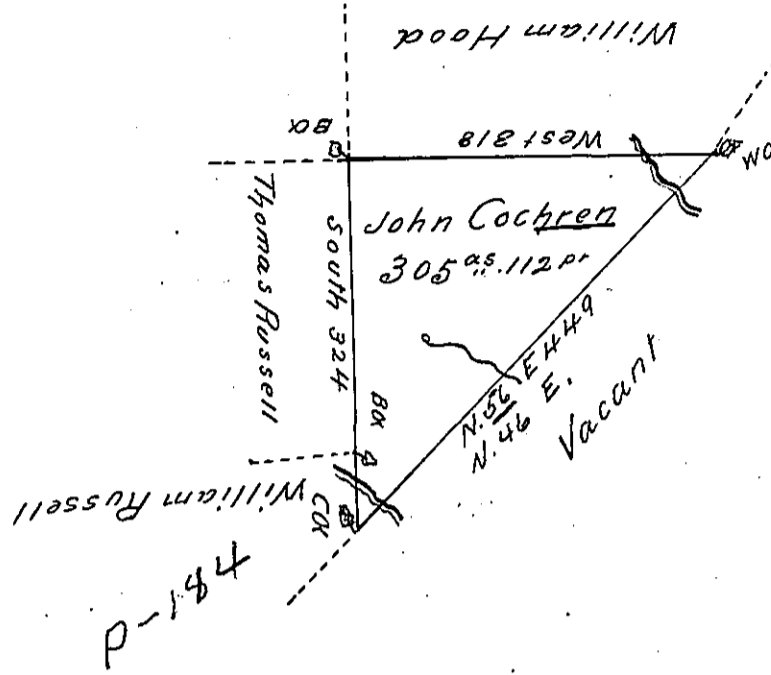 William Hood
BO
West 318
WO
John Cochren
305 as. 112 pr
Thomas Russell
South 324
BO
N. 56 E 449
N. 46 E.
Vacant
William Russell
CO
P-184